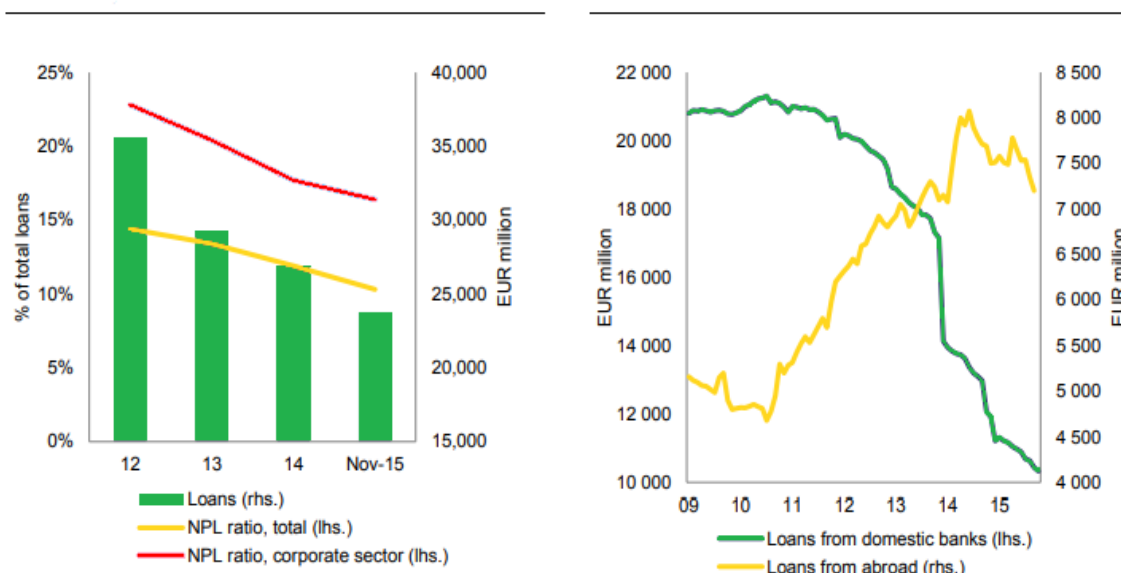 25%
20%
15%
10%
5%
0%
% of total loans
40,000
35,000
30,000
25,000
20,000
15,000
EUR million
12 13 14 Nov-15
Loans (rhs.)
NPL ratio, total (lhs.)
NPL ratio, corporate sector (lhs.)
22 000
20 000
18 000
16 000
14 000
12 000
10 000
EUR million
8 500
8 000
7 500
7 000
6 500
6 000
5 500
5 000
4 500
4 000
EUR million
09 10 11 12 13 14 15
Loans from domestic banks (lhs.)
Loans from abroad (rhs.)